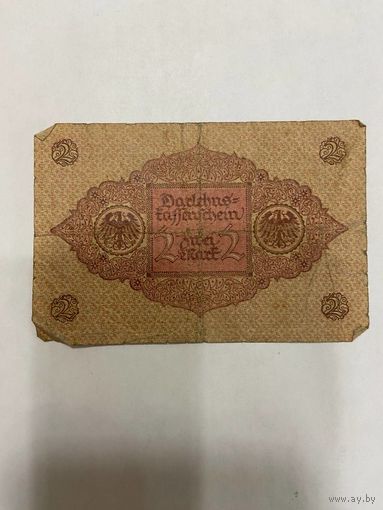 2 2
Darlehns-
kassenschein
2 Zwei 2
Mark
2 2
www.ay.by